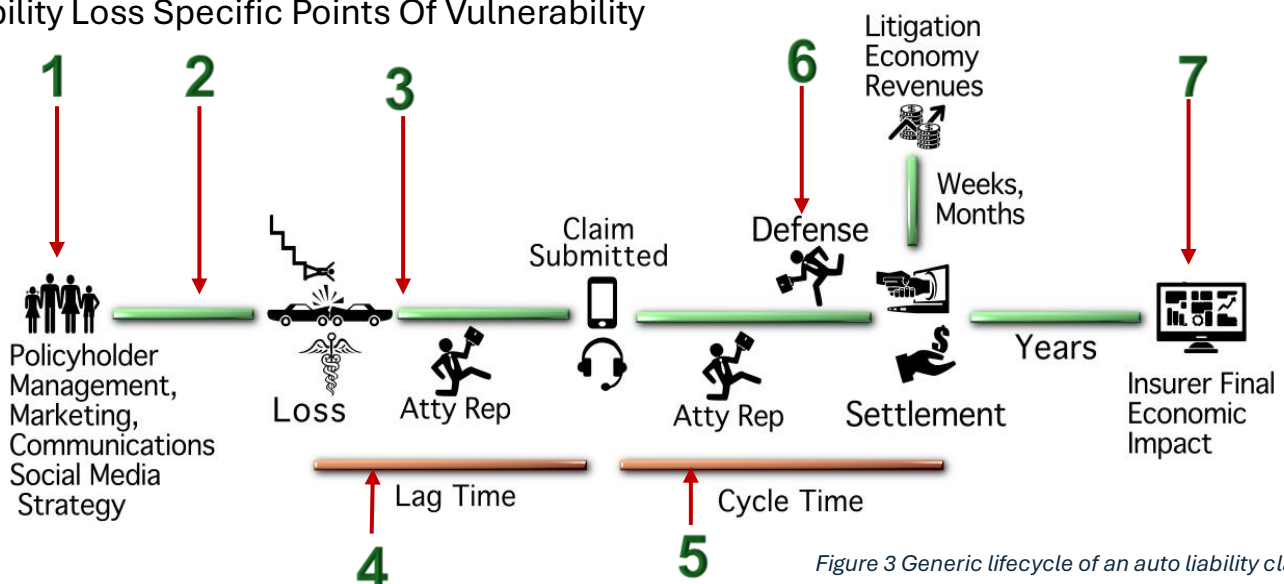 bility Loss Specific Points Of Vulnerability
1
2
3
6
7
Litigation
Economy
Revenues
Weeks,
Months
Claim
Submitted
Defense
$
Policyholder
Management,
Marketing,
Communications
Social Media
Strategy
Loss
Atty Rep
Atty Rep
Settlement
Years
Insurer Final
Economic
Impact
Lag Time
Cycle Time
4
5
Figure 3 Generic lifecycle of an auto liability cl